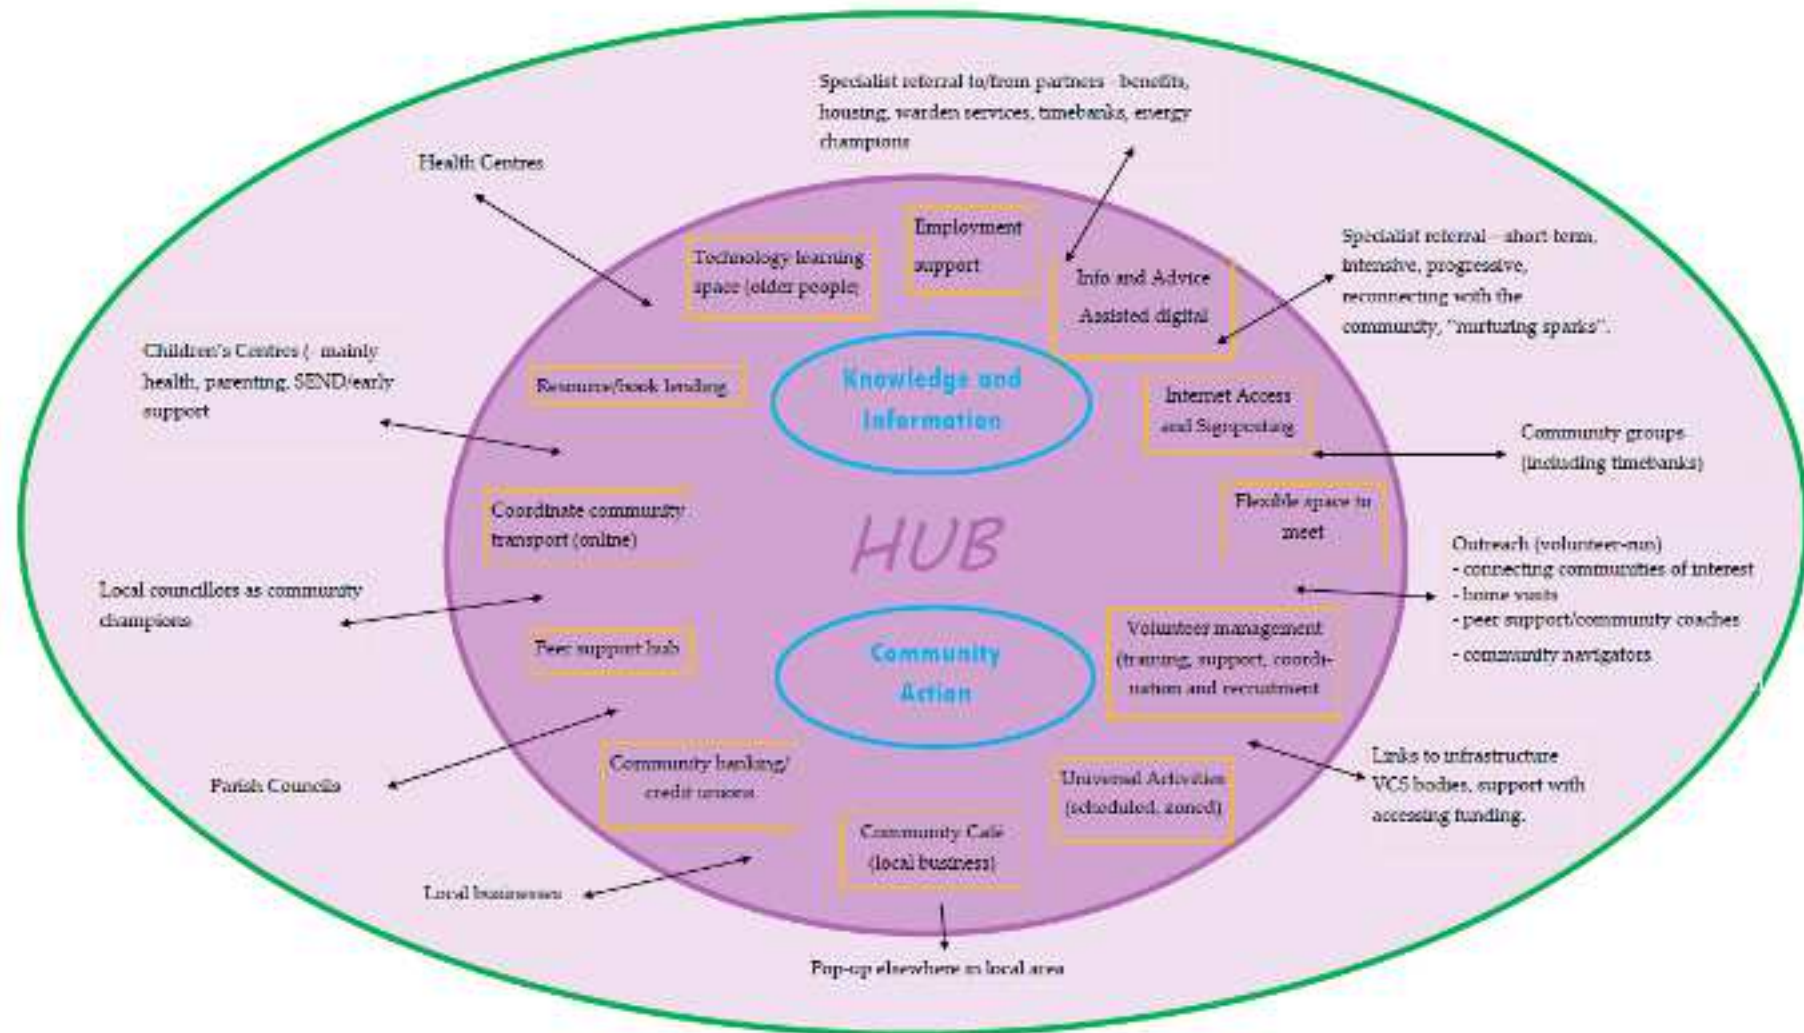 Specialist referral to/from partners - benefits,
housing, warden services, timebanks, energy
champions
Health Centres
Employment
support
Technology learning
space (older people)
Info and Advice
Assisted digital
Specialist referral – short term,
intensive, progressive,
reconnecting with the
community, "nurturing sparks".
Children's Centres (- mainly
health, parenting, SEND/early
support
Resource/book lending
Knowledge and
Information
Internet Access
and Signposting
Community groups
(including timebanks)
Coordinate community
transport (online)
HUB
Flexible space to
meet
Outreach (volunteer-run)
- connecting communities of interest
- home visits
- peer support/community coaches
- community navigators
Local councillors as community
champions
Peer support hub
Community
Action
Volunteer management
(training, support, coordi-
nation and recruitment
Parish Councils
Community banking/
credit unions
Universal Activities
(scheduled, zoned)
Links to infrastructure
VCS bodies, support with
accessing funding.
Community Café
(local business)
Local businesses
Pop-up elsewhere in local area